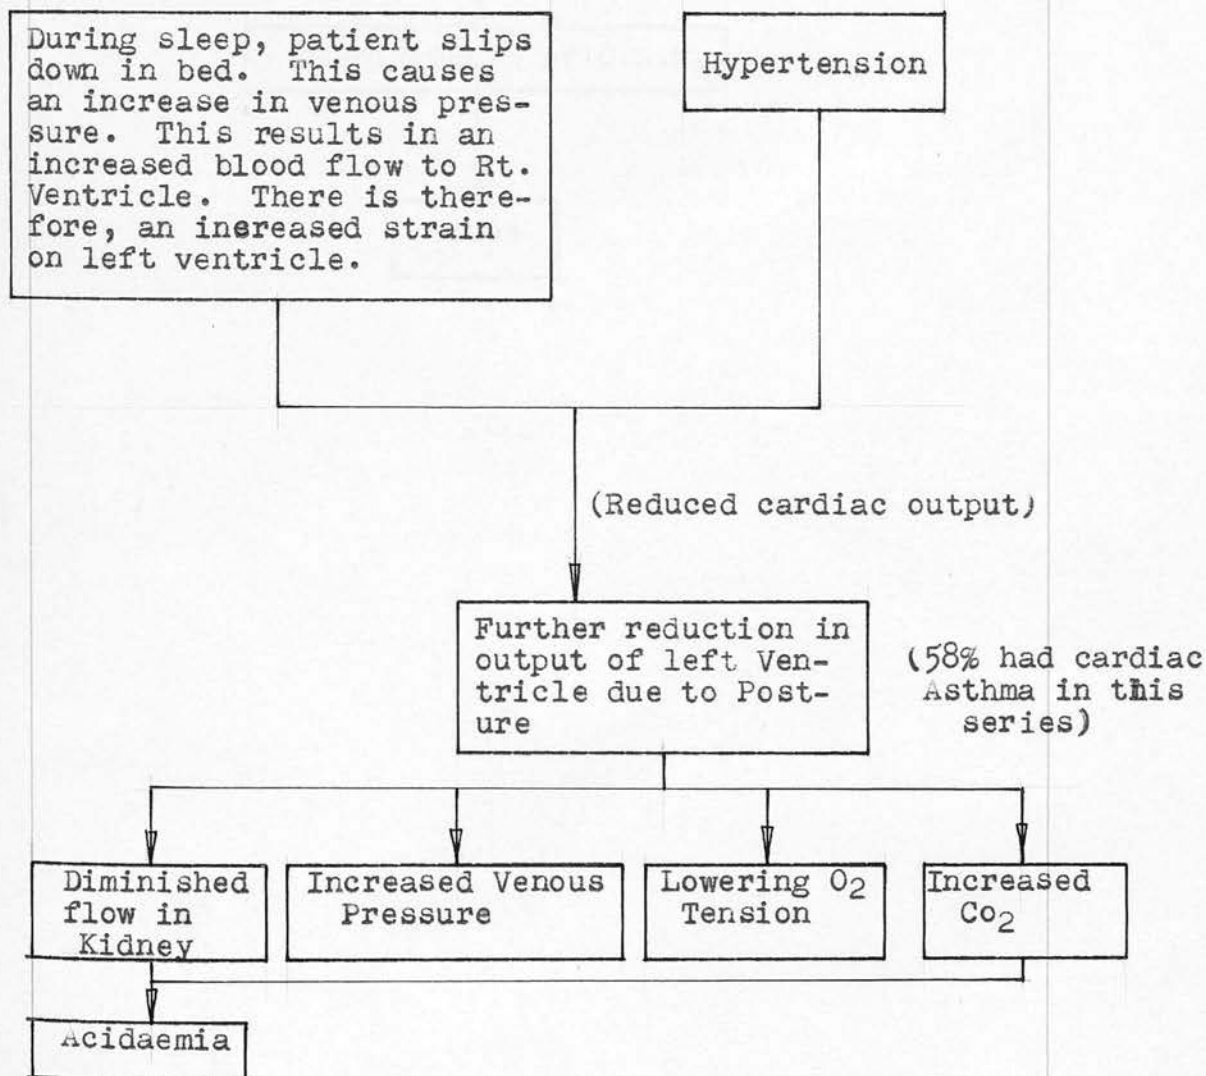 During sleep, patient slips
down in bed. This causes
an increase in venous pres-
sure. This results in an
increased blood flow to Rt.
Ventricle. There is there-
fore, an increased strain
on left ventricle.
Hypertension
(Reduced cardiac output)
Further reduction in
output of left Ven-
tricle due to Post-
ure
(58% had cardiac
Asthma in this
series)
Diminished
flow in
Kidney
Increased Venous
Pressure
Lowering O2
Tension
Increased
Co2
Acidaemia